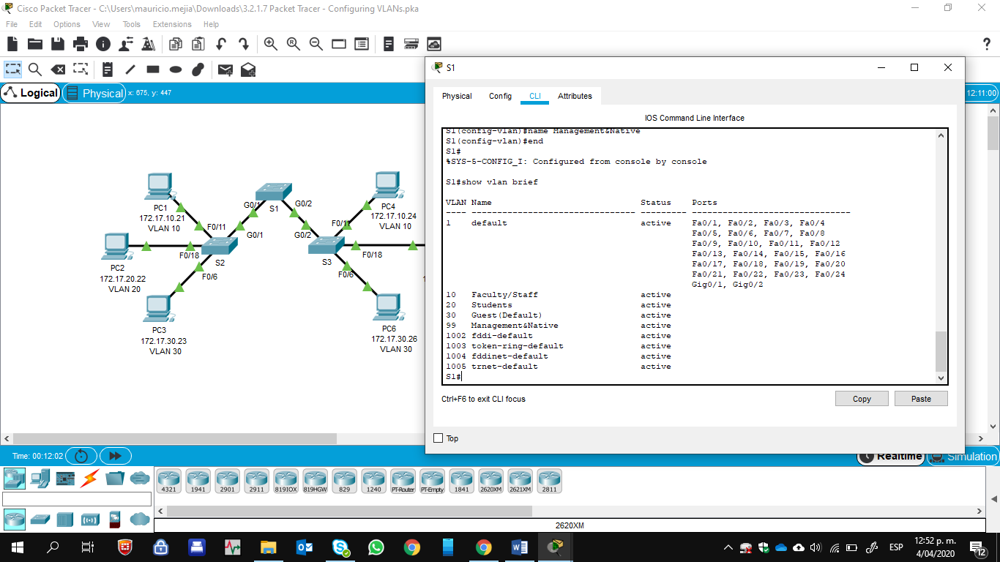 Cisco Packet Tracer - C:\Users\mauricio.mejia\Downloads\3.2.1.7 Packet Tracer - Configuring VLANs.pka
File Edit Options View Tools Extensions Help
Logical Physical x: 675, y: 447
12:11:00
PC1
172.17.10.21
VLAN 10
F0/11
G0/1
S1
G0/2
PC4
172.17.10.24
VLAN 10
F0/11
G0/1
G0/2
PC2
172.17.20.22
VLAN 20
F0/18
S2
F0/6
S3
F0/18
F0/6
PC3
172.17.30.23
VLAN 30
PC6
172.17.30.26
VLAN 30
S1
Physical Config CLI Attributes
IOS Command Line Interface
S1(config-vlan)#name Management&Native
S1(config-vlan)#end
S1#
%SYS-5-CONFIG_I: Configured from console by console
S1#show vlan brief
VLAN Name Status Ports
---- -------------------------------- --------- -------------------------------
1 default active Fa0/1, Fa0/2, Fa0/3, Fa0/4
Fa0/5, Fa0/6, Fa0/7, Fa0/8
Fa0/9, Fa0/10, Fa0/11, Fa0/12
Fa0/13, Fa0/14, Fa0/15, Fa0/16
Fa0/17, Fa0/18, Fa0/19, Fa0/20
Fa0/21, Fa0/22, Fa0/23, Fa0/24
Gig0/1, Gig0/2
10 Faculty/Staff active
20 Students active
30 Guest(Default) active
99 Management&Native active
1002 fddi-default active
1003 token-ring-default active
1004 fddinet-default active
1005 trnet-default active
S1#
Ctrl+F6 to exit CLI focus
Copy Paste
Top
Time: 00:12:02
Realtime Simulation
4321 1941 2901 2911 819IOX 819HGW 829 1240 PT-Router PT-Empty 1841 2620XM 2621XM 2811
2620XM
ESP
12:52 p. m.
4/04/2020
12